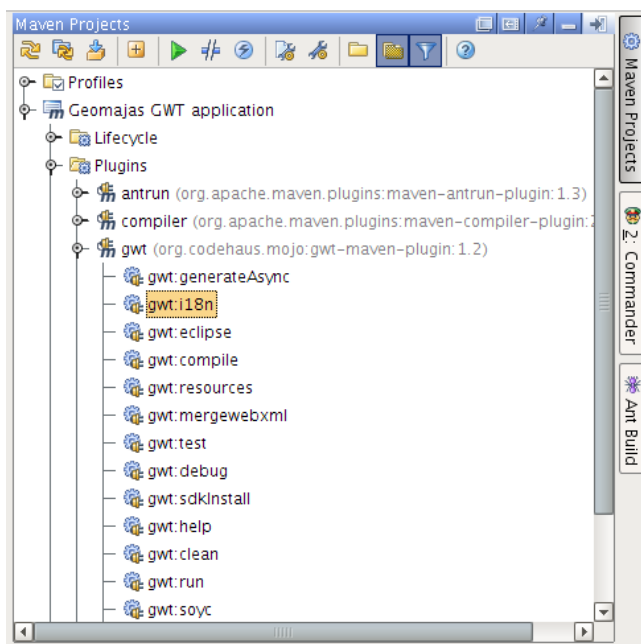 Maven Projects
Profiles
Geomajas GWT application
Lifecycle
Plugins
antrun (org.apache.maven.plugins:maven-antrun-plugin:1.3)
compiler (org.apache.maven.plugins:maven-compiler-plugin:2
gwt (org.codehaus.mojo:gwt-maven-plugin:1.2)
gwt:generateAsync
gwt:i18n
gwt:eclipse
gwt:compile
gwt:resources
gwt:mergewebxml
gwt:test
gwt:debug
gwt:sdkInstall
gwt:help
gwt:clean
gwt:run
gwt:soyc
Maven Projects
2: Commander
Ant Build